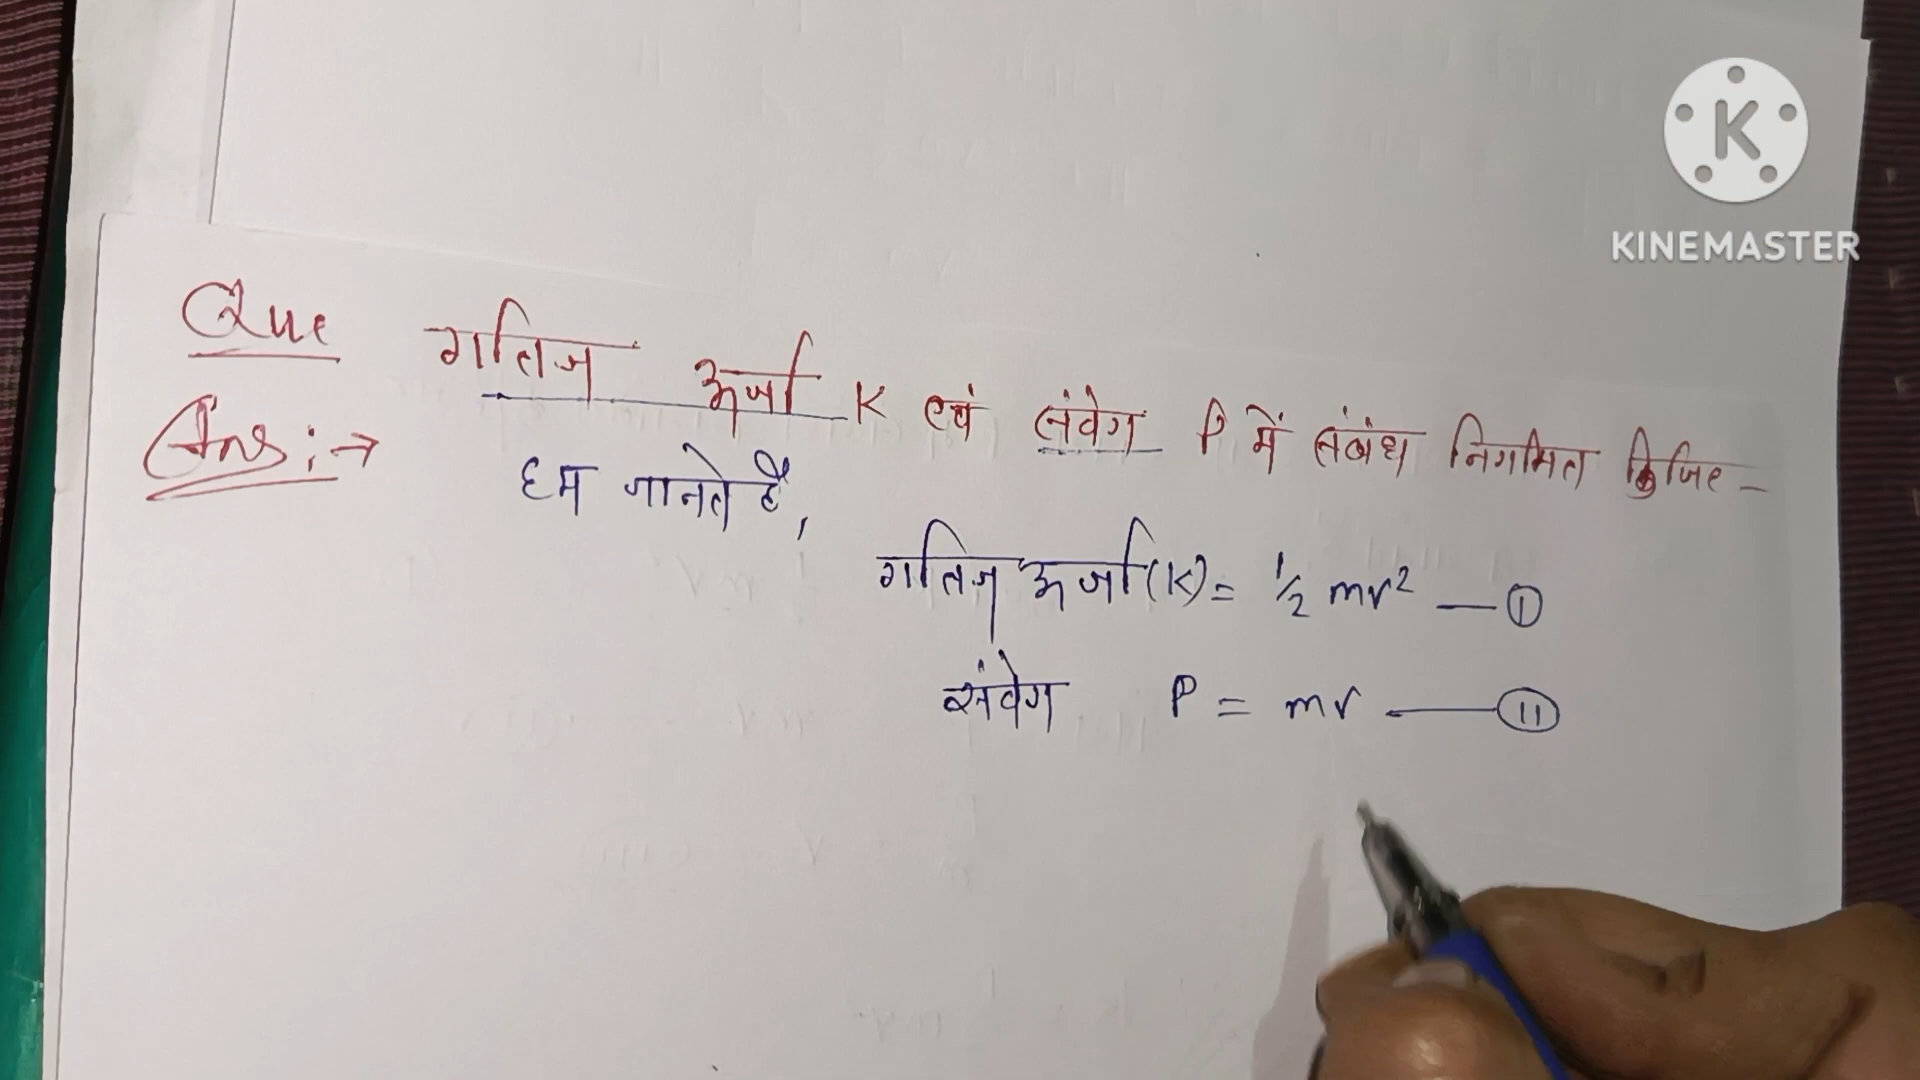 K
KINEMASTER
Que गतिज ऊर्जा K एवं संवेग P में संबंध निगमित किजिए -
Ans:→ हम जानते है,
गतिज ऊर्जा(K) = 1/2 mv² — ①
संवेग P = mv — ⑪